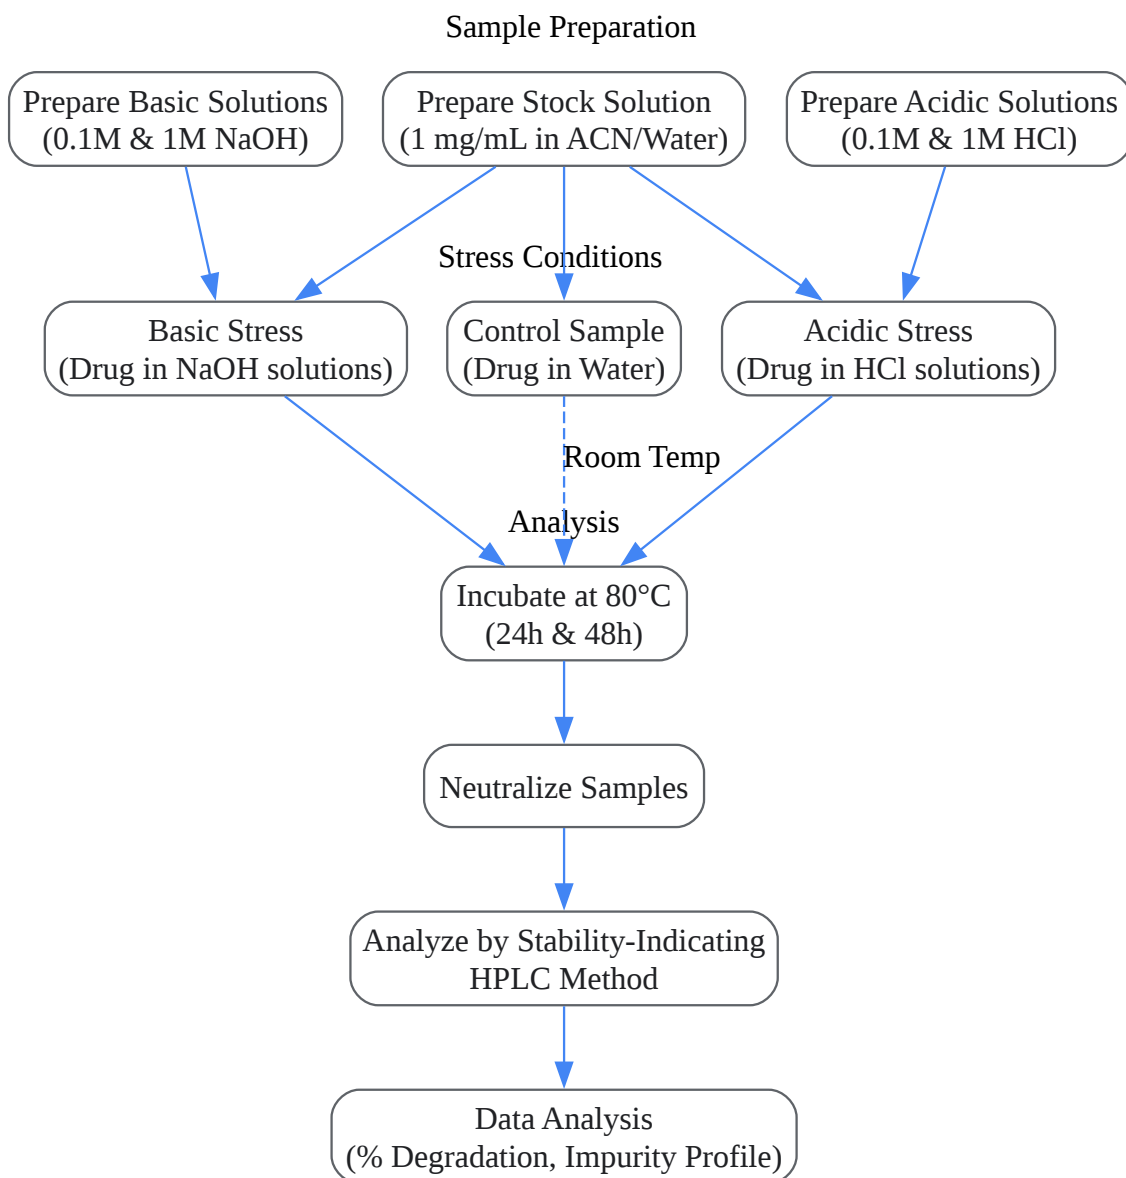 Sample Preparation
Prepare Basic Solutions
(0.1M & 1M NaOH)
Prepare Stock Solution
(1 mg/mL in ACN/Water)
Prepare Acidic Solutions
(0.1M & 1M HCl)
Stress Conditions
Basic Stress
(Drug in NaOH solutions)
Control Sample
(Drug in Water)
Acidic Stress
(Drug in HCl solutions)
Room Temp
Analysis
Incubate at 80°C
(24h & 48h)
Neutralize Samples
Analyze by Stability-Indicating
HPLC Method
Data Analysis
(% Degradation, Impurity Profile)